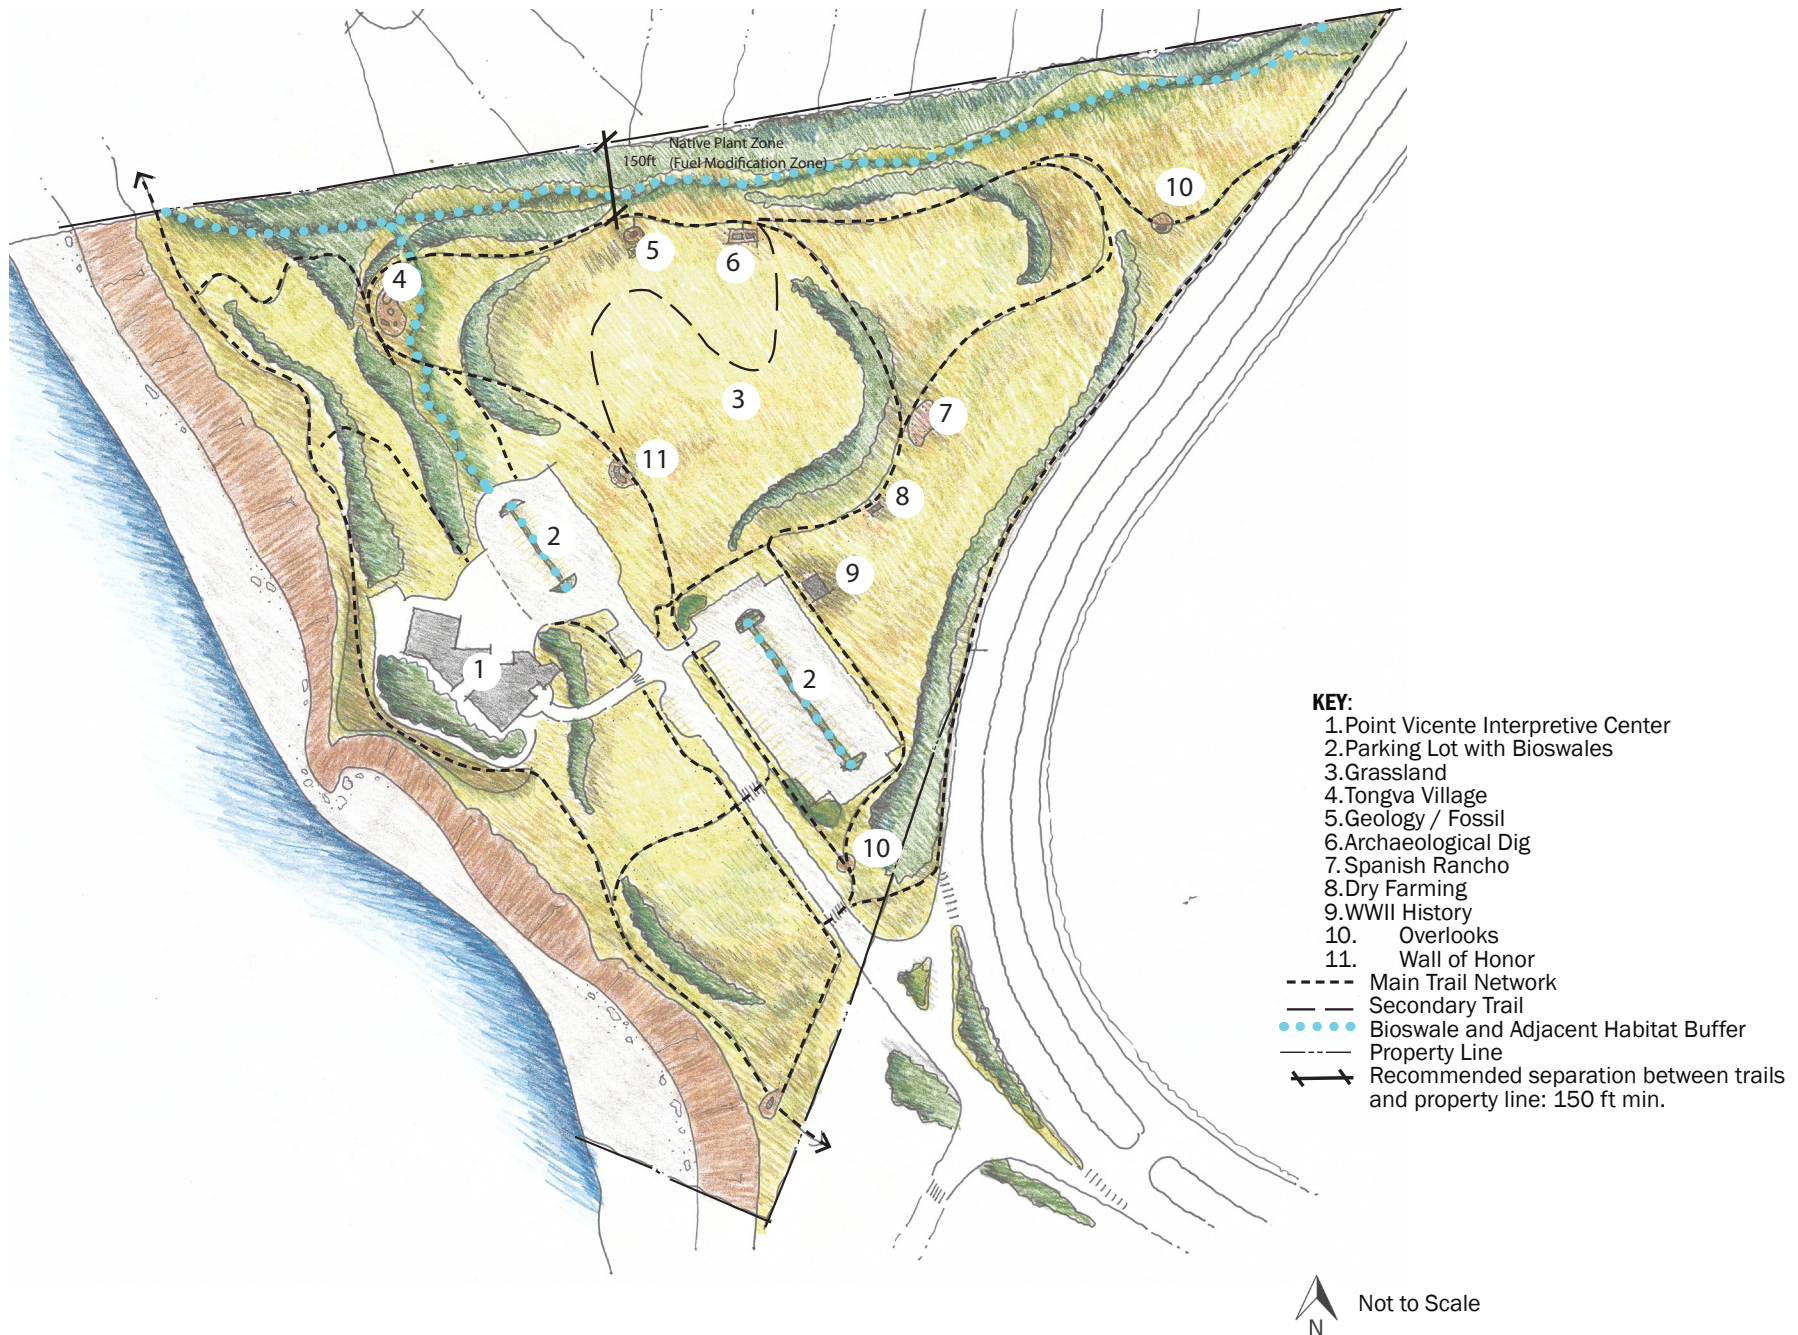 Native Plant Zone
150ft
(Fuel Modification Zone)
10
5
6
4
3
7
11
8
2
9
1
2
10
KEY:
1.Point Vicente Interpretive Center
2.Parking Lot with Bioswales
3.Grassland
4.Tongva Village
5.Geology / Fossil
6.Archaeological Dig
7.Spanish Rancho
8.Dry Farming
9.WWII History
10. Overlooks
11. Wall of Honor
Main Trail Network
Secondary Trail
Bioswale and Adjacent Habitat Buffer
Property Line
Recommended separation between trails
and property line: 150 ft min.
Not to Scale
N